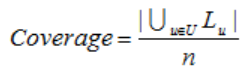 Coverage = | ⋃_{u∈U} L_u | / n